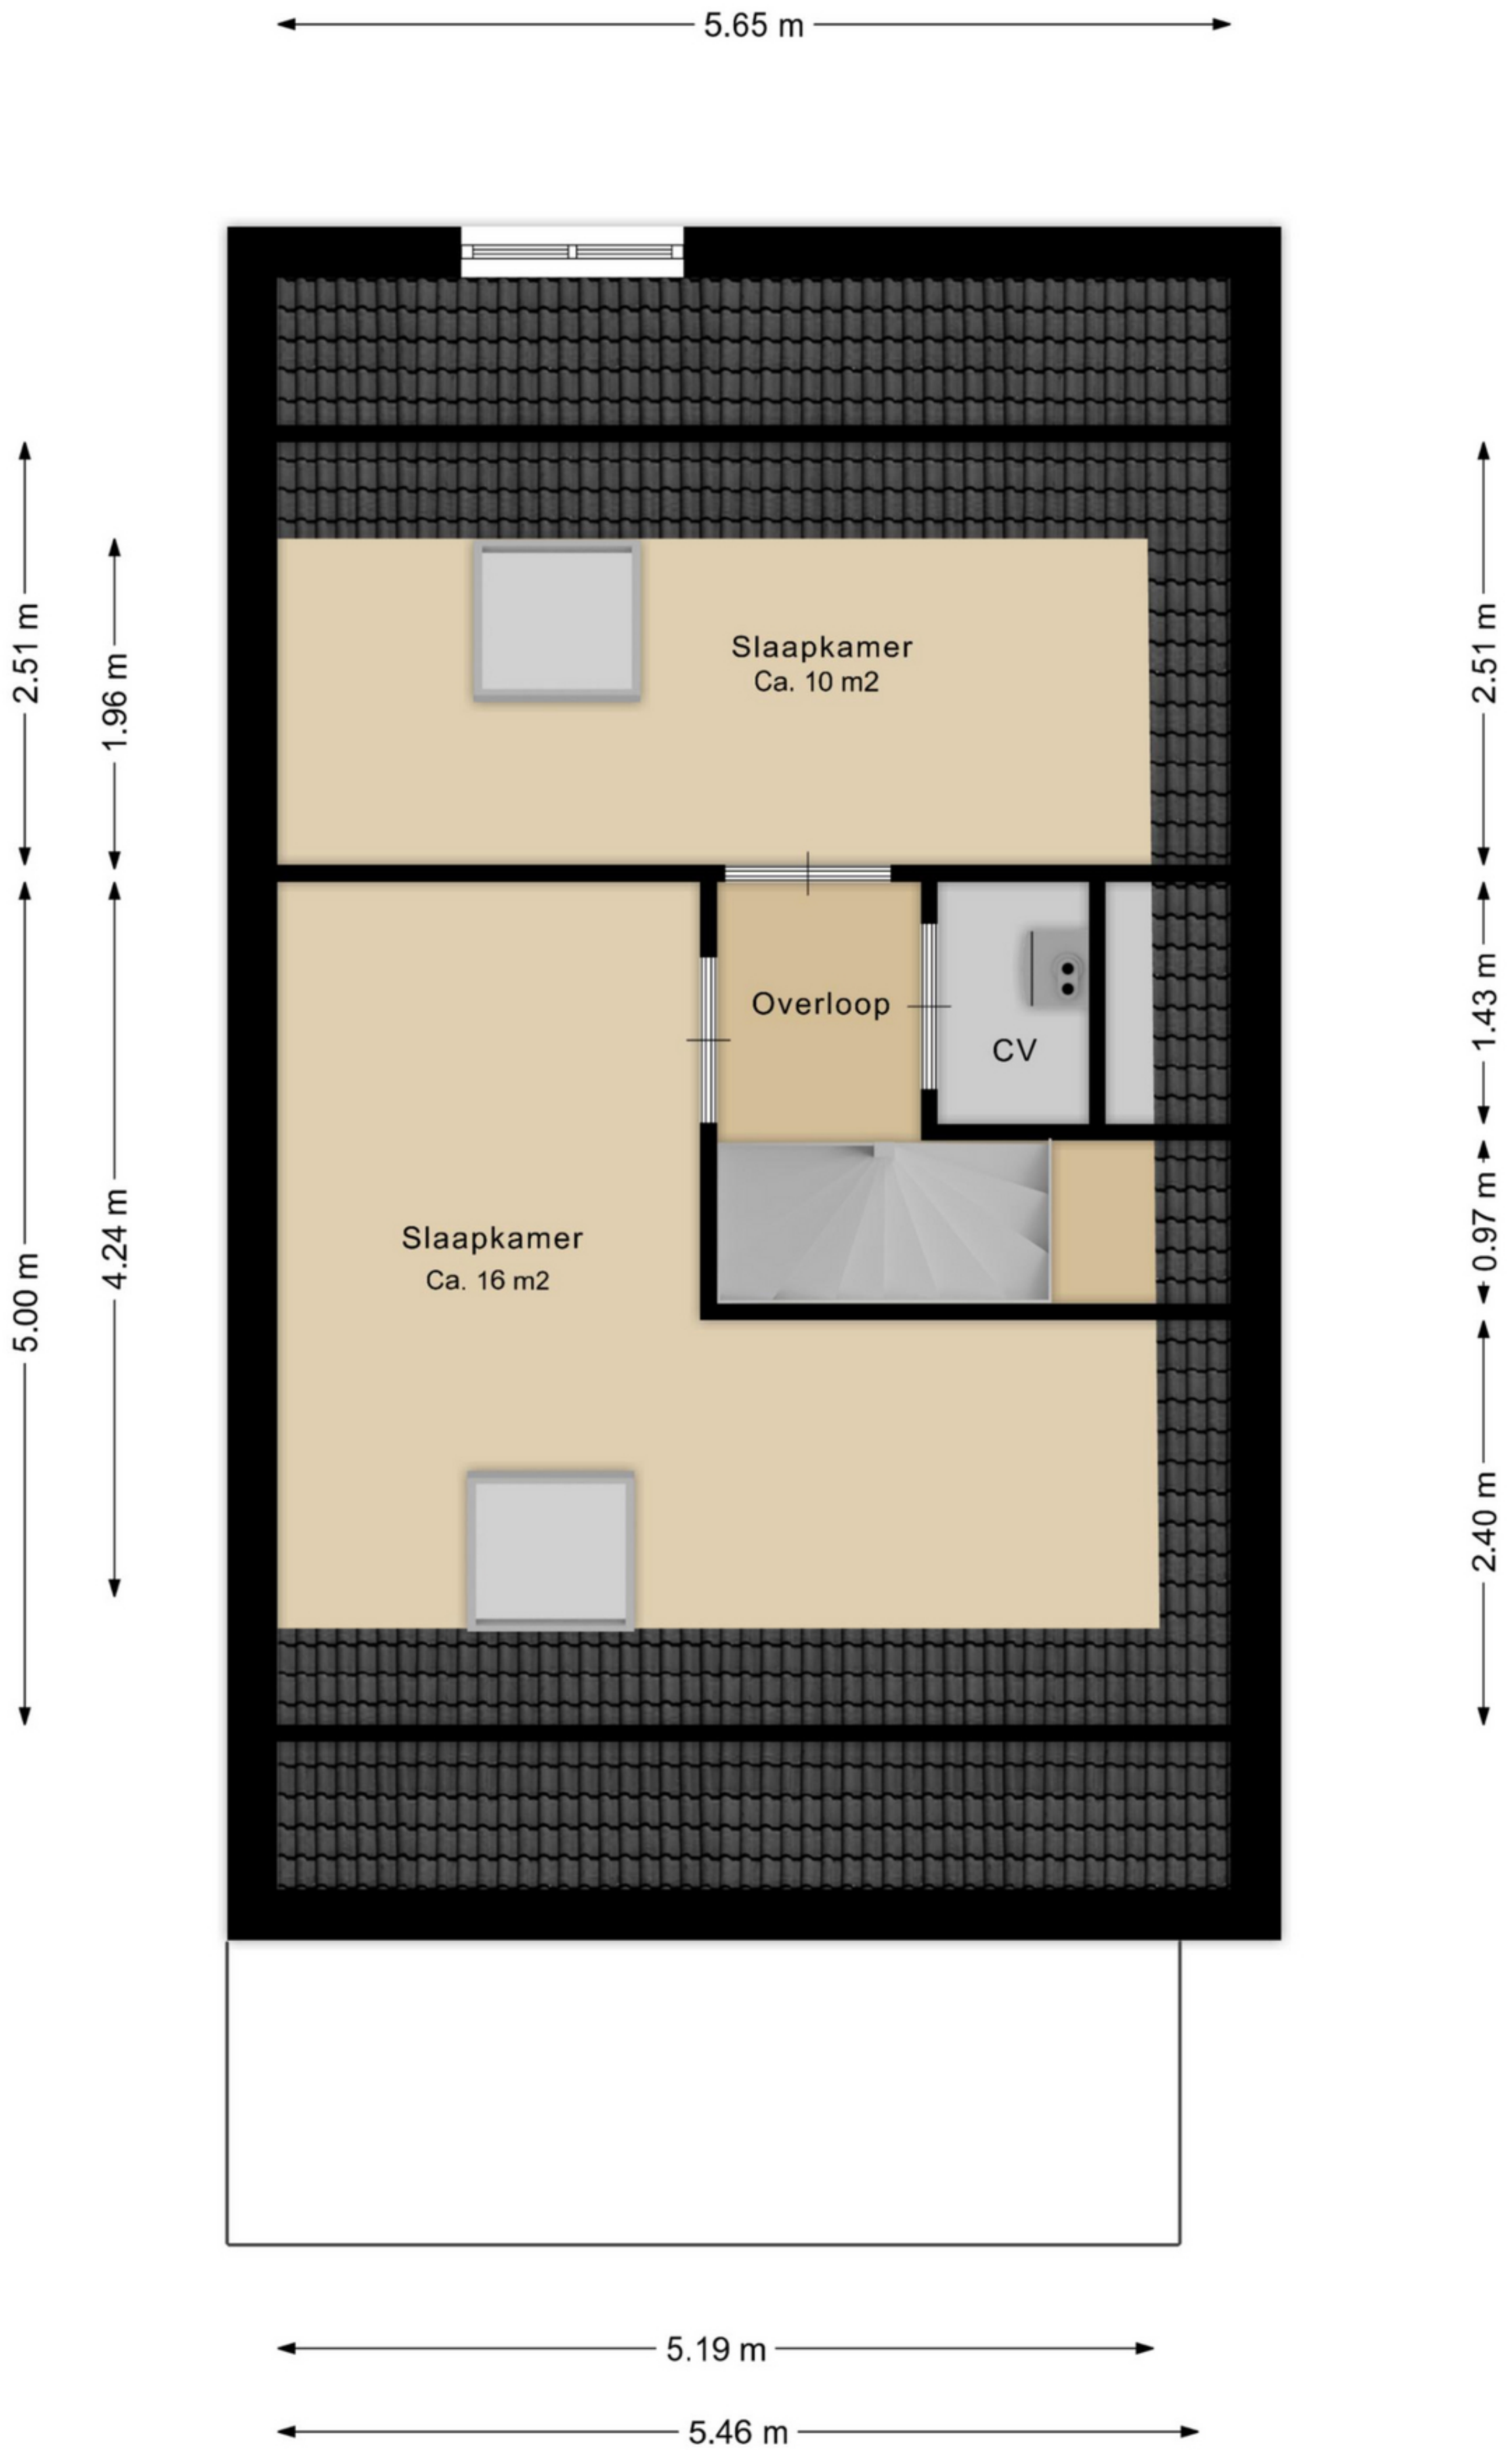 5.65 m
2.51 m
1.96 m
2.51 m
Slaapkamer
Ca. 10 m2
Overloop
CV
1.43 m
0.97 m
Slaapkamer
Ca. 16 m2
4.24 m
5.00 m
2.40 m
5.19 m
5.46 m